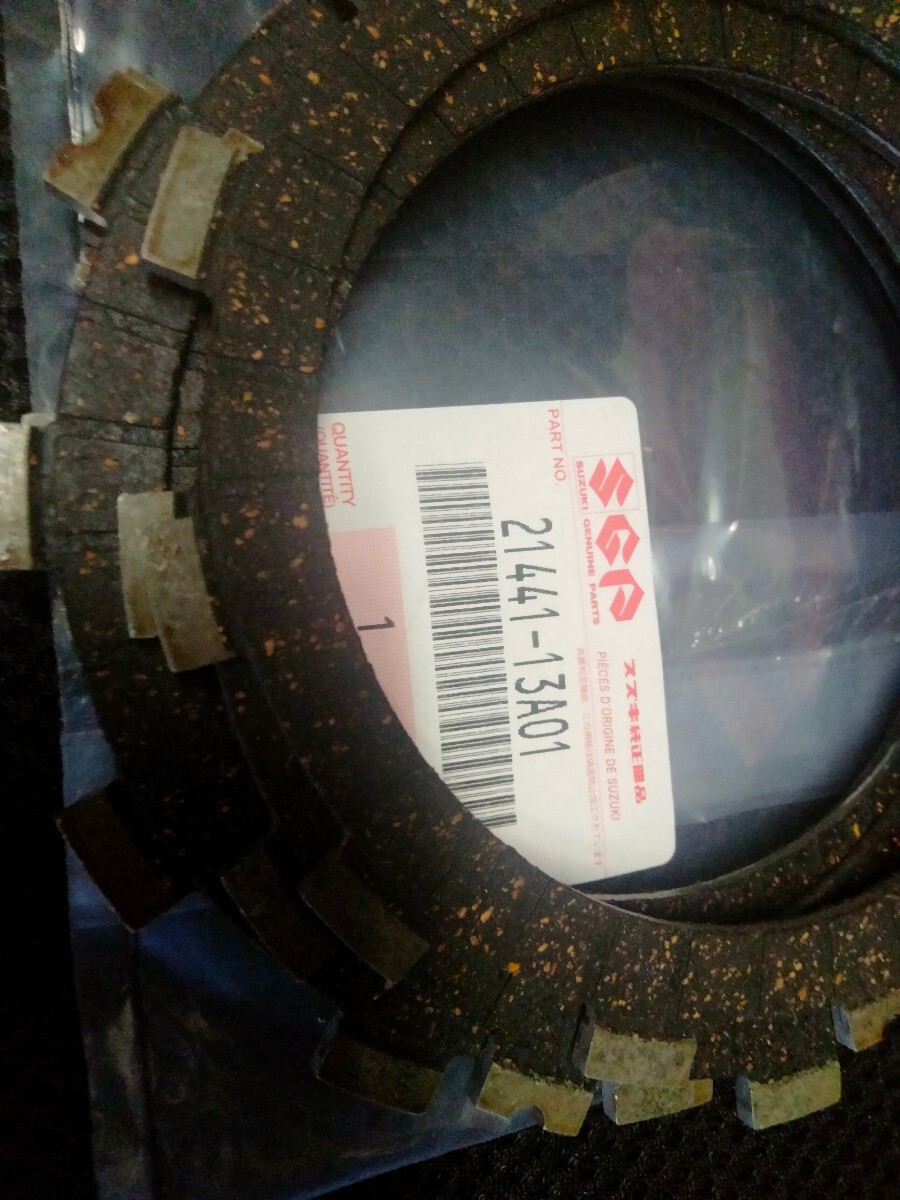 SGP
SUZUKI GENUINE PARTS
スズキ純正部品
PIÈCES D'ORIGINE DE SUZUKI
PART NO.
21441-13A01
QUANTITY
(QUANTITÉ)
1